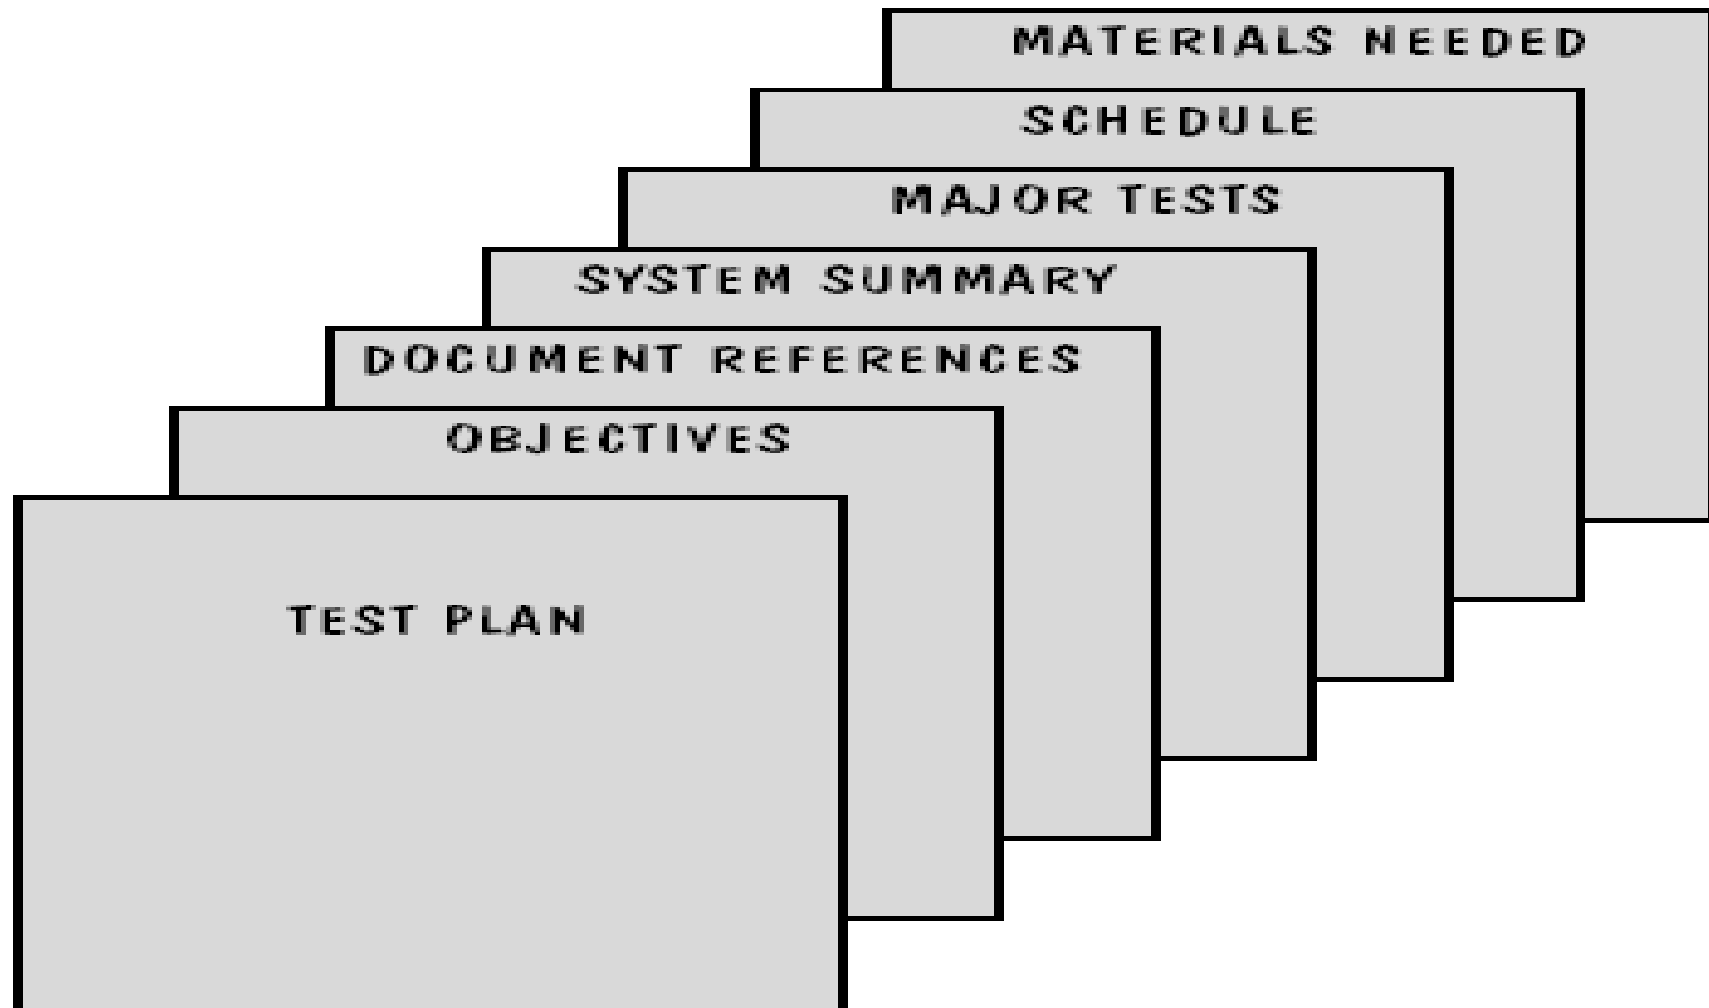 MATERIALS NEEDED
SCHEDULE
MAJOR TESTS
SYSTEM SUMMARY
DOCUMENT REFERENCES
OBJECTIVES
TEST PLAN